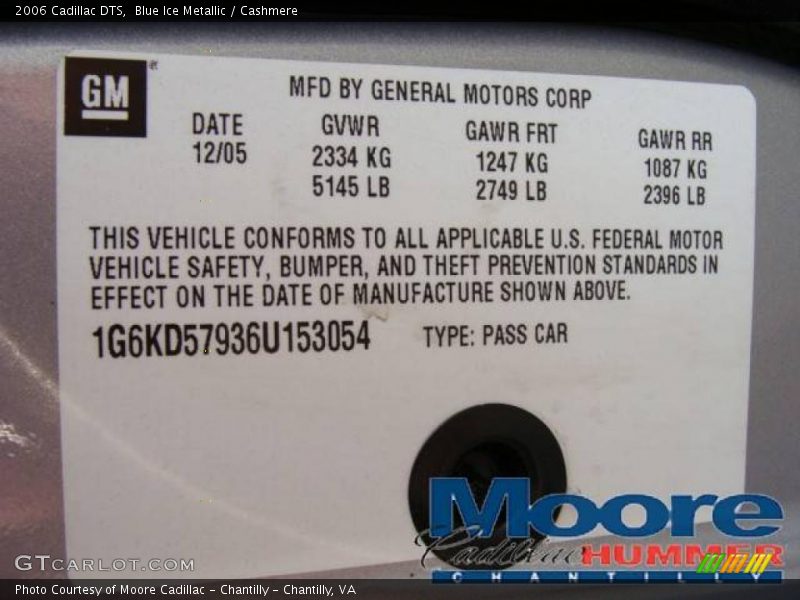 2006 Cadillac DTS, Blue Ice Metallic / Cashmere
GM
MFD BY GENERAL MOTORS CORP
DATE GVWR GAWR FRT GAWR RR
12/05 2334 KG 1247 KG 1087 KG
5145 LB 2749 LB 2396 LB
THIS VEHICLE CONFORMS TO ALL APPLICABLE U.S. FEDERAL MOTOR
VEHICLE SAFETY, BUMPER, AND THEFT PREVENTION STANDARDS IN
EFFECT ON THE DATE OF MANUFACTURE SHOWN ABOVE.
1G6KD57936U153054 TYPE: PASS CAR
Moore
Cadillac HUMMER
CHANTILLY
GTCARLOT.COM
Photo Courtesy of Moore Cadillac - Chantilly - Chantilly, VA